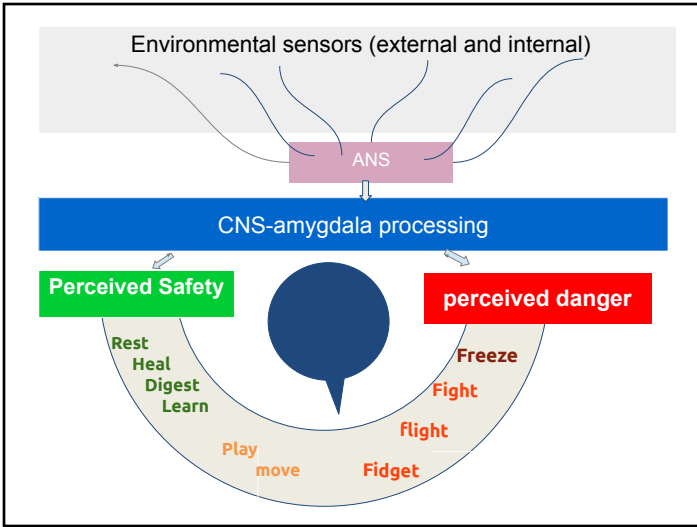 Environmental sensors (external and internal)
ANS
CNS-amygdala processing
Perceived Safety
perceived danger
Rest
Heal
Digest
Learn
Play
move
Freeze
Fight
flight
Fidget